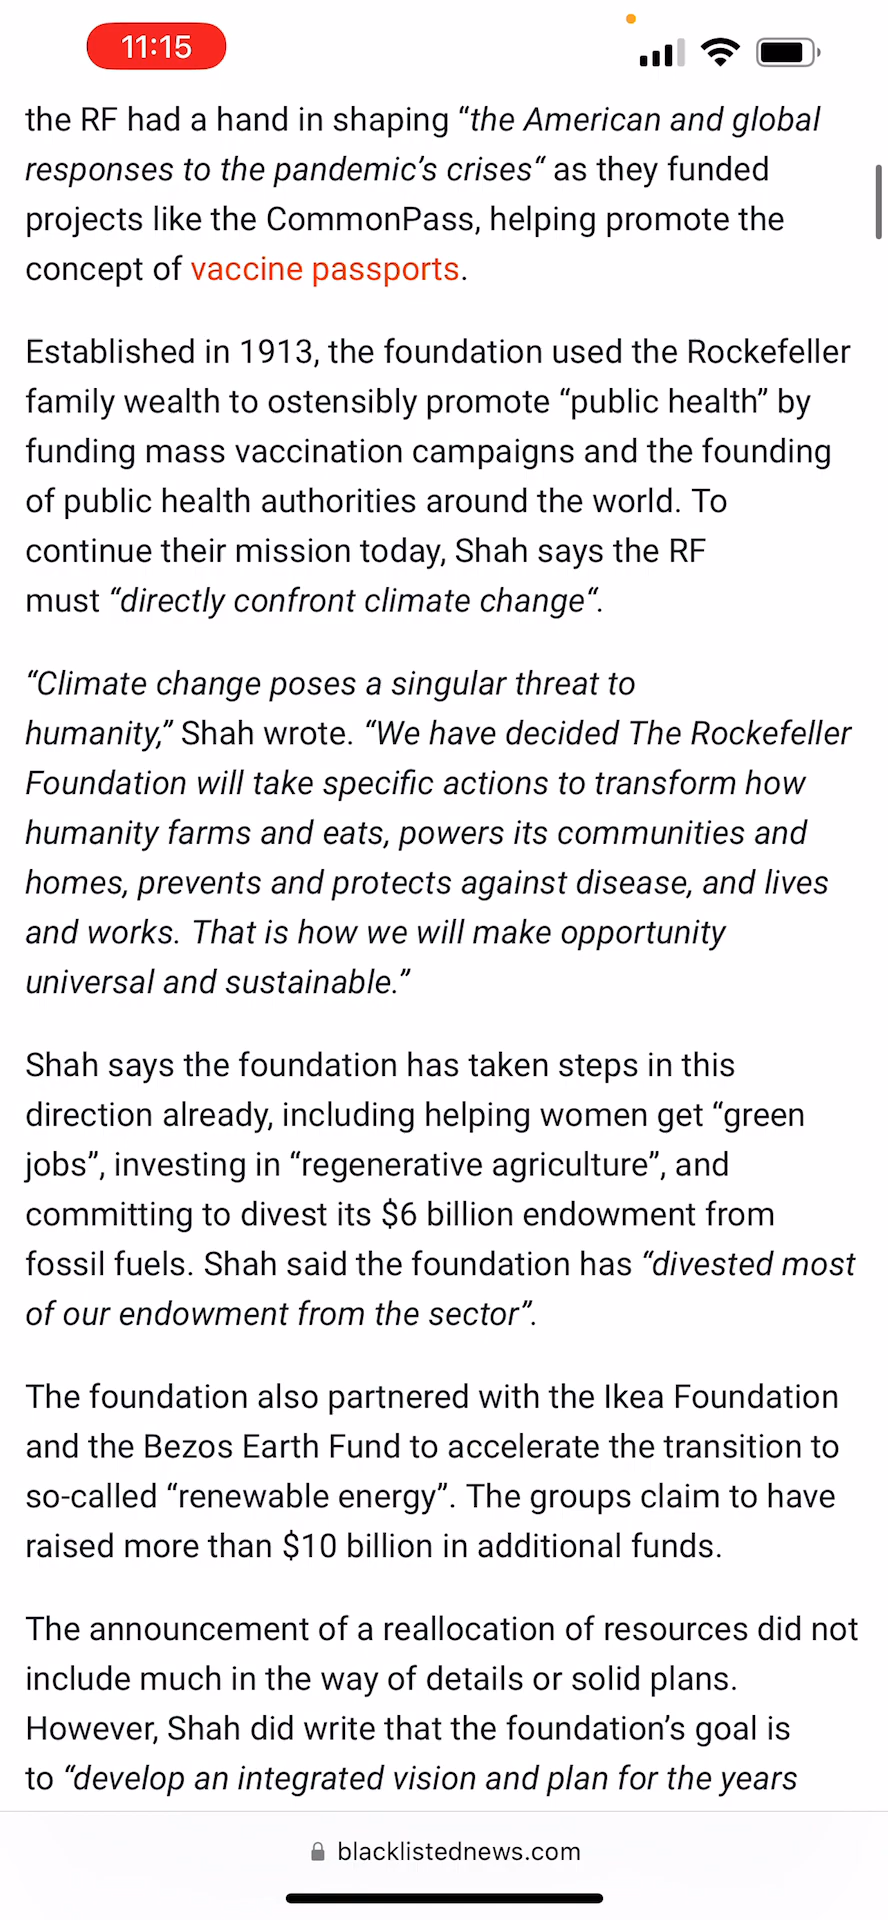 11:15
the RF had a hand in shaping “the American and global
responses to the pandemic’s crises“ as they funded
projects like the CommonPass, helping promote the
concept of vaccine passports.
Established in 1913, the foundation used the Rockefeller
family wealth to ostensibly promote “public health” by
funding mass vaccination campaigns and the founding
of public health authorities around the world. To
continue their mission today, Shah says the RF
must “directly confront climate change“.
“Climate change poses a singular threat to
humanity,” Shah wrote. “We have decided The Rockefeller
Foundation will take specific actions to transform how
humanity farms and eats, powers its communities and
homes, prevents and protects against disease, and lives
and works. That is how we will make opportunity
universal and sustainable.”
Shah says the foundation has taken steps in this
direction already, including helping women get “green
jobs”, investing in “regenerative agriculture”, and
committing to divest its $6 billion endowment from
fossil fuels. Shah said the foundation has “divested most
of our endowment from the sector”.
The foundation also partnered with the Ikea Foundation
and the Bezos Earth Fund to accelerate the transition to
so-called “renewable energy”. The groups claim to have
raised more than $10 billion in additional funds.
The announcement of a reallocation of resources did not
include much in the way of details or solid plans.
However, Shah did write that the foundation’s goal is
to “develop an integrated vision and plan for the years
blacklistednews.com